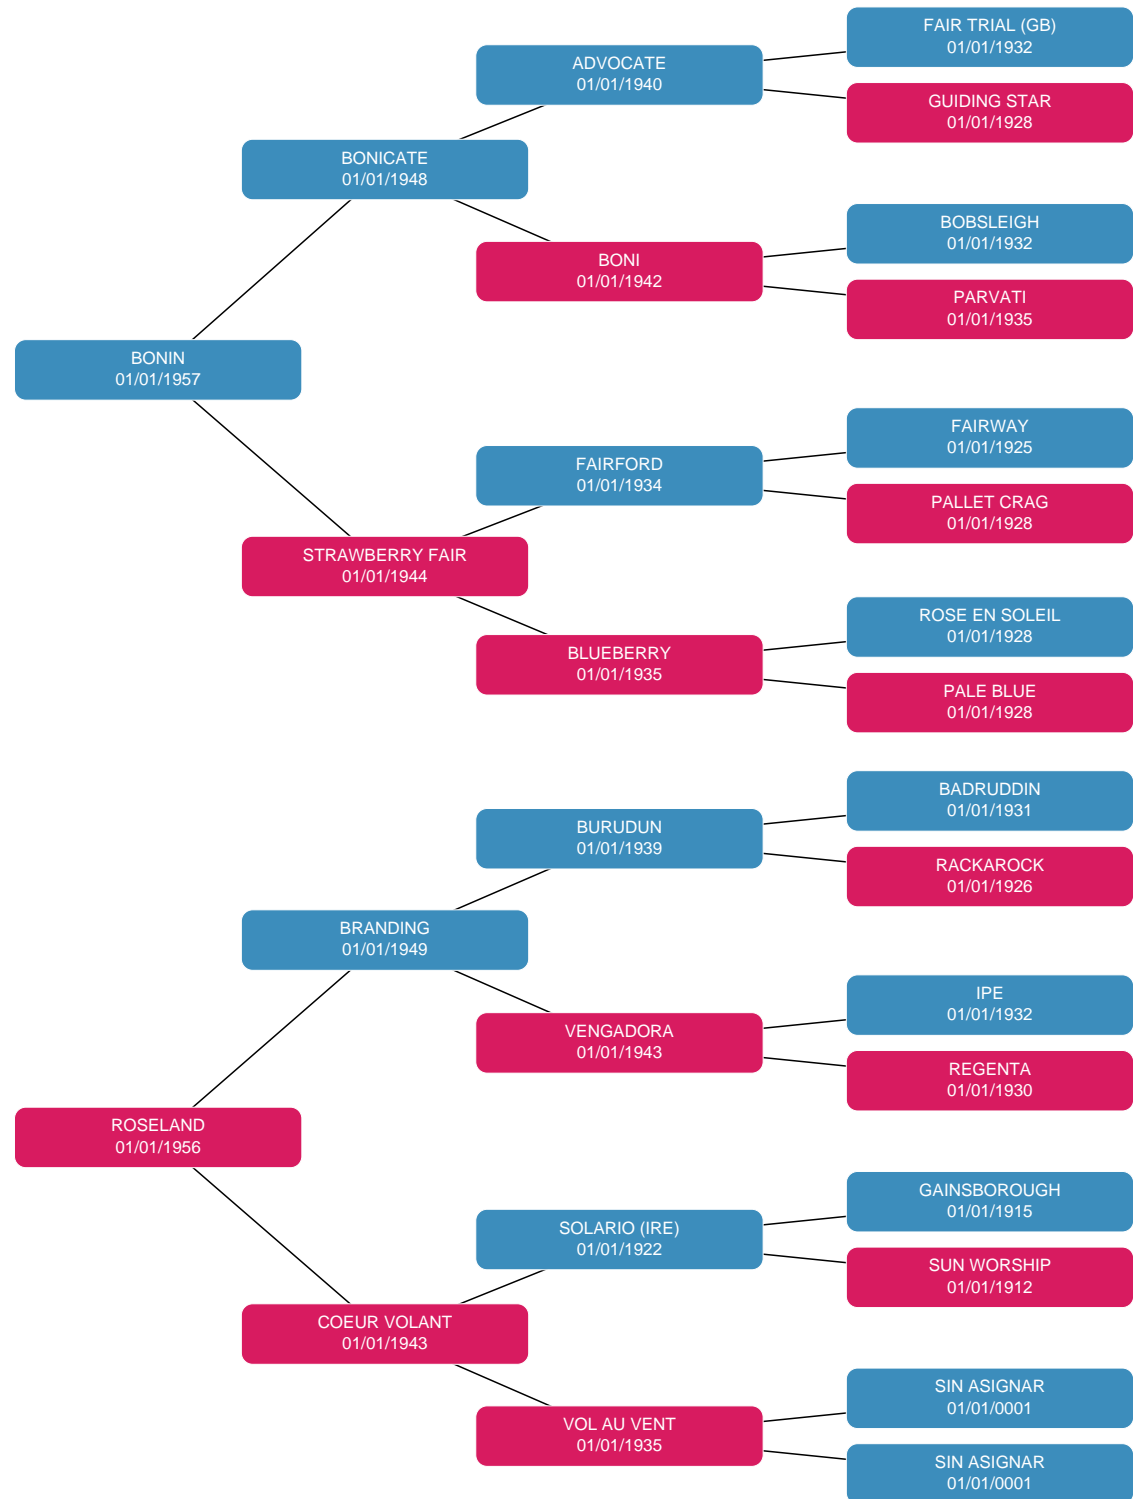 FAIR TRIAL (GB)
01/01/1932
ADVOCATE
01/01/1940
GUIDING STAR
01/01/1928
BONICATE
01/01/1948
BOBSLEIGH
01/01/1932
BONI
01/01/1942
PARVATI
01/01/1935
BONIN
01/01/1957
FAIRWAY
01/01/1925
FAIRFORD
01/01/1934
PALLET CRAG
01/01/1928
STRAWBERRY FAIR
01/01/1944
ROSE EN SOLEIL
01/01/1928
BLUEBERRY
01/01/1935
PALE BLUE
01/01/1928
BADRUDDIN
01/01/1931
BURUDUN
01/01/1939
RACKAROCK
01/01/1926
BRANDING
01/01/1949
IPE
01/01/1932
VENGADORA
01/01/1943
REGENTA
01/01/1930
ROSELAND
01/01/1956
GAINSBOROUGH
01/01/1915
SOLARIO (IRE)
01/01/1922
SUN WORSHIP
01/01/1912
COEUR VOLANT
01/01/1943
SIN ASIGNAR
01/01/0001
VOL AU VENT
01/01/1935
SIN ASIGNAR
01/01/0001